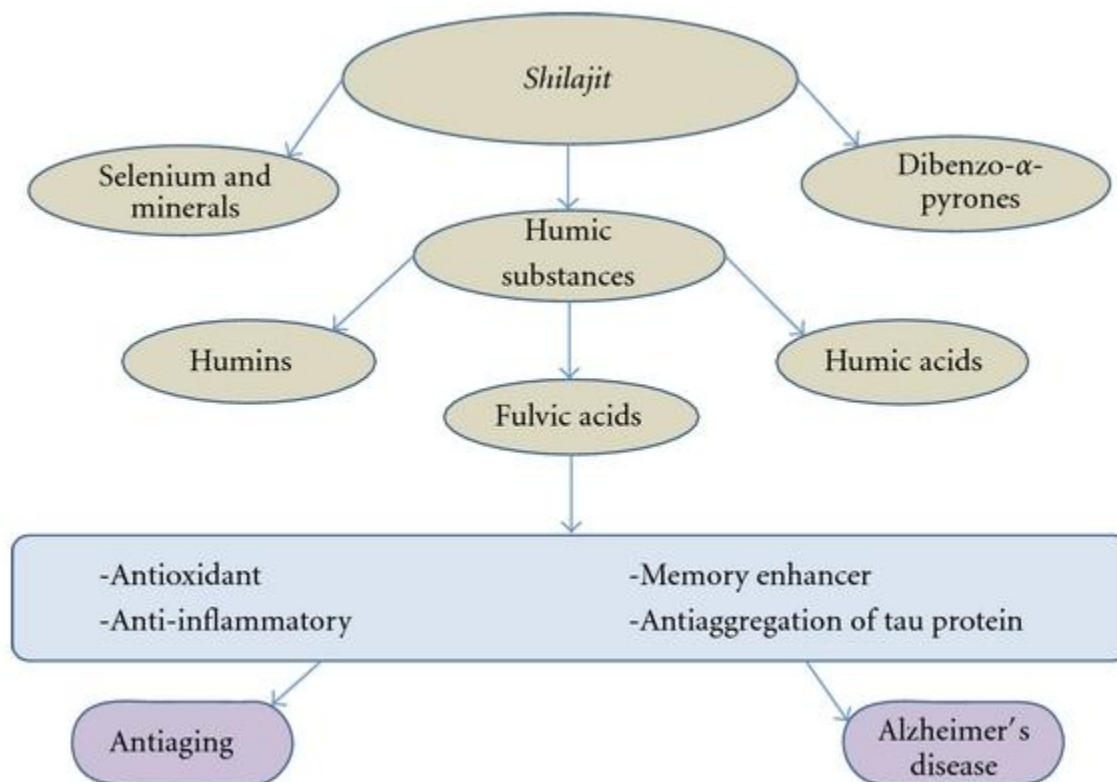 Shilajit
Selenium and
minerals
Dibenzo-α-
pyrones
Humic
substances
Humins
Humic acids
Fulvic acids
-Antioxidant
-Anti-inflammatory
-Memory enhancer
-Antiaggregation of tau protein
Antiaging
Alzheimer's
disease